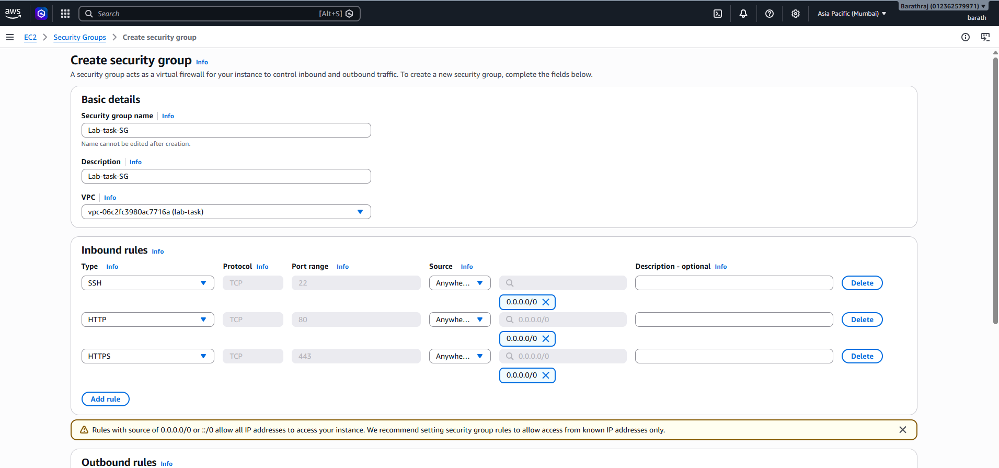 aws
Search [Alt+S]
Asia Pacific (Mumbai)
Barathraj (012362579971)
barath
EC2 Security Groups Create security group
Create security group Info
A security group acts as a virtual firewall for your instance to control inbound and outbound traffic. To create a new security group, complete the fields below.
Basic details
Security group name Info
Lab-task-SG
Name cannot be edited after creation.
Description Info
Lab-task-SG
VPC Info
vpc-06c2fc3980ac7716a (lab-task)
Inbound rules Info
Type Info Protocol Info Port range Info Source Info Description - optional Info
SSH TCP 22 Anywhe... Delete
0.0.0.0/0
HTTP TCP 80 Anywhe... 0.0.0.0/0 Delete
0.0.0.0/0
HTTPS TCP 443 Anywhe... 0.0.0.0/0 Delete
0.0.0.0/0
Add rule
Rules with source of 0.0.0.0/0 or ::/0 allow all IP addresses to access your instance. We recommend setting security group rules to allow access from known IP addresses only.
Outbound rules Info